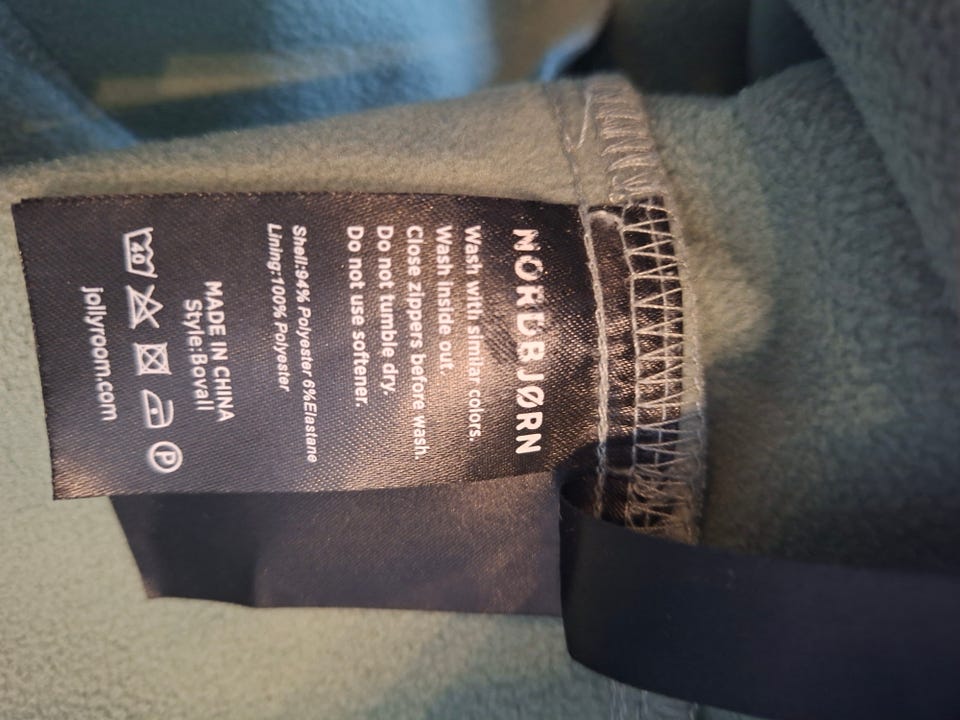 NORDBJØRN
Wash with similar colors.
Wash inside out.
Close zippers before wash.
Do not tumble dry.
Do not use softener.
Shell:94% Polyester 6%Elastane
Lining:100% Polyester
MADE IN CHINA
Style:Bovall
40 P
jollyroom.com